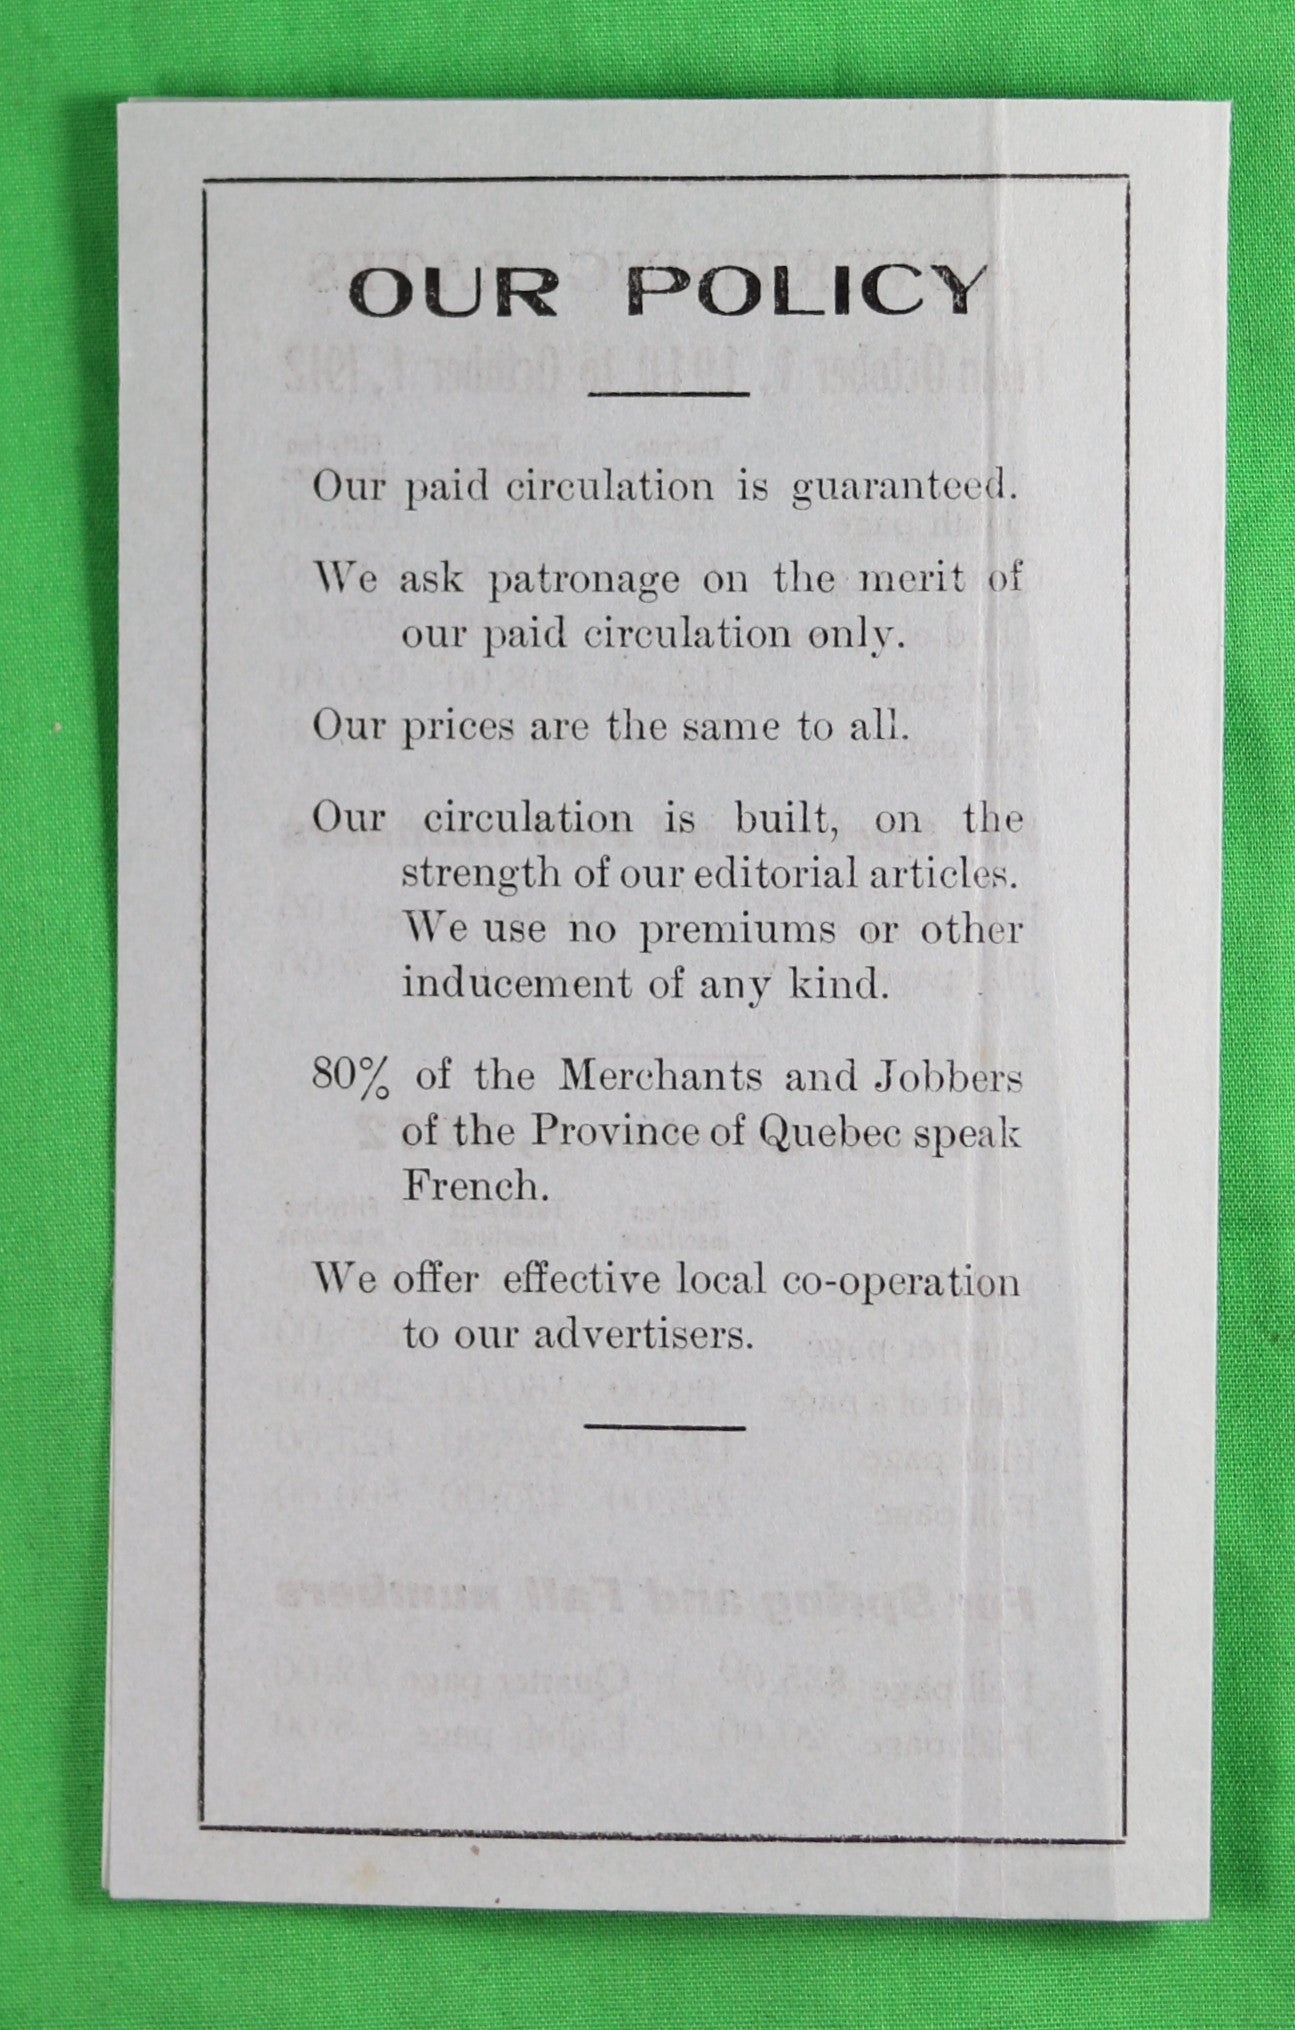 OUR POLICY
Our paid circulation is guaranteed.
We ask patronage on the merit of
our paid circulation only.
Our prices are the same to all.
Our circulation is built, on the
strength of our editorial articles.
We use no premiums or other
inducement of any kind.
80% of the Merchants and Jobbers
of the Province of Quebec speak
French.
We offer effective local co-operation
to our advertisers.